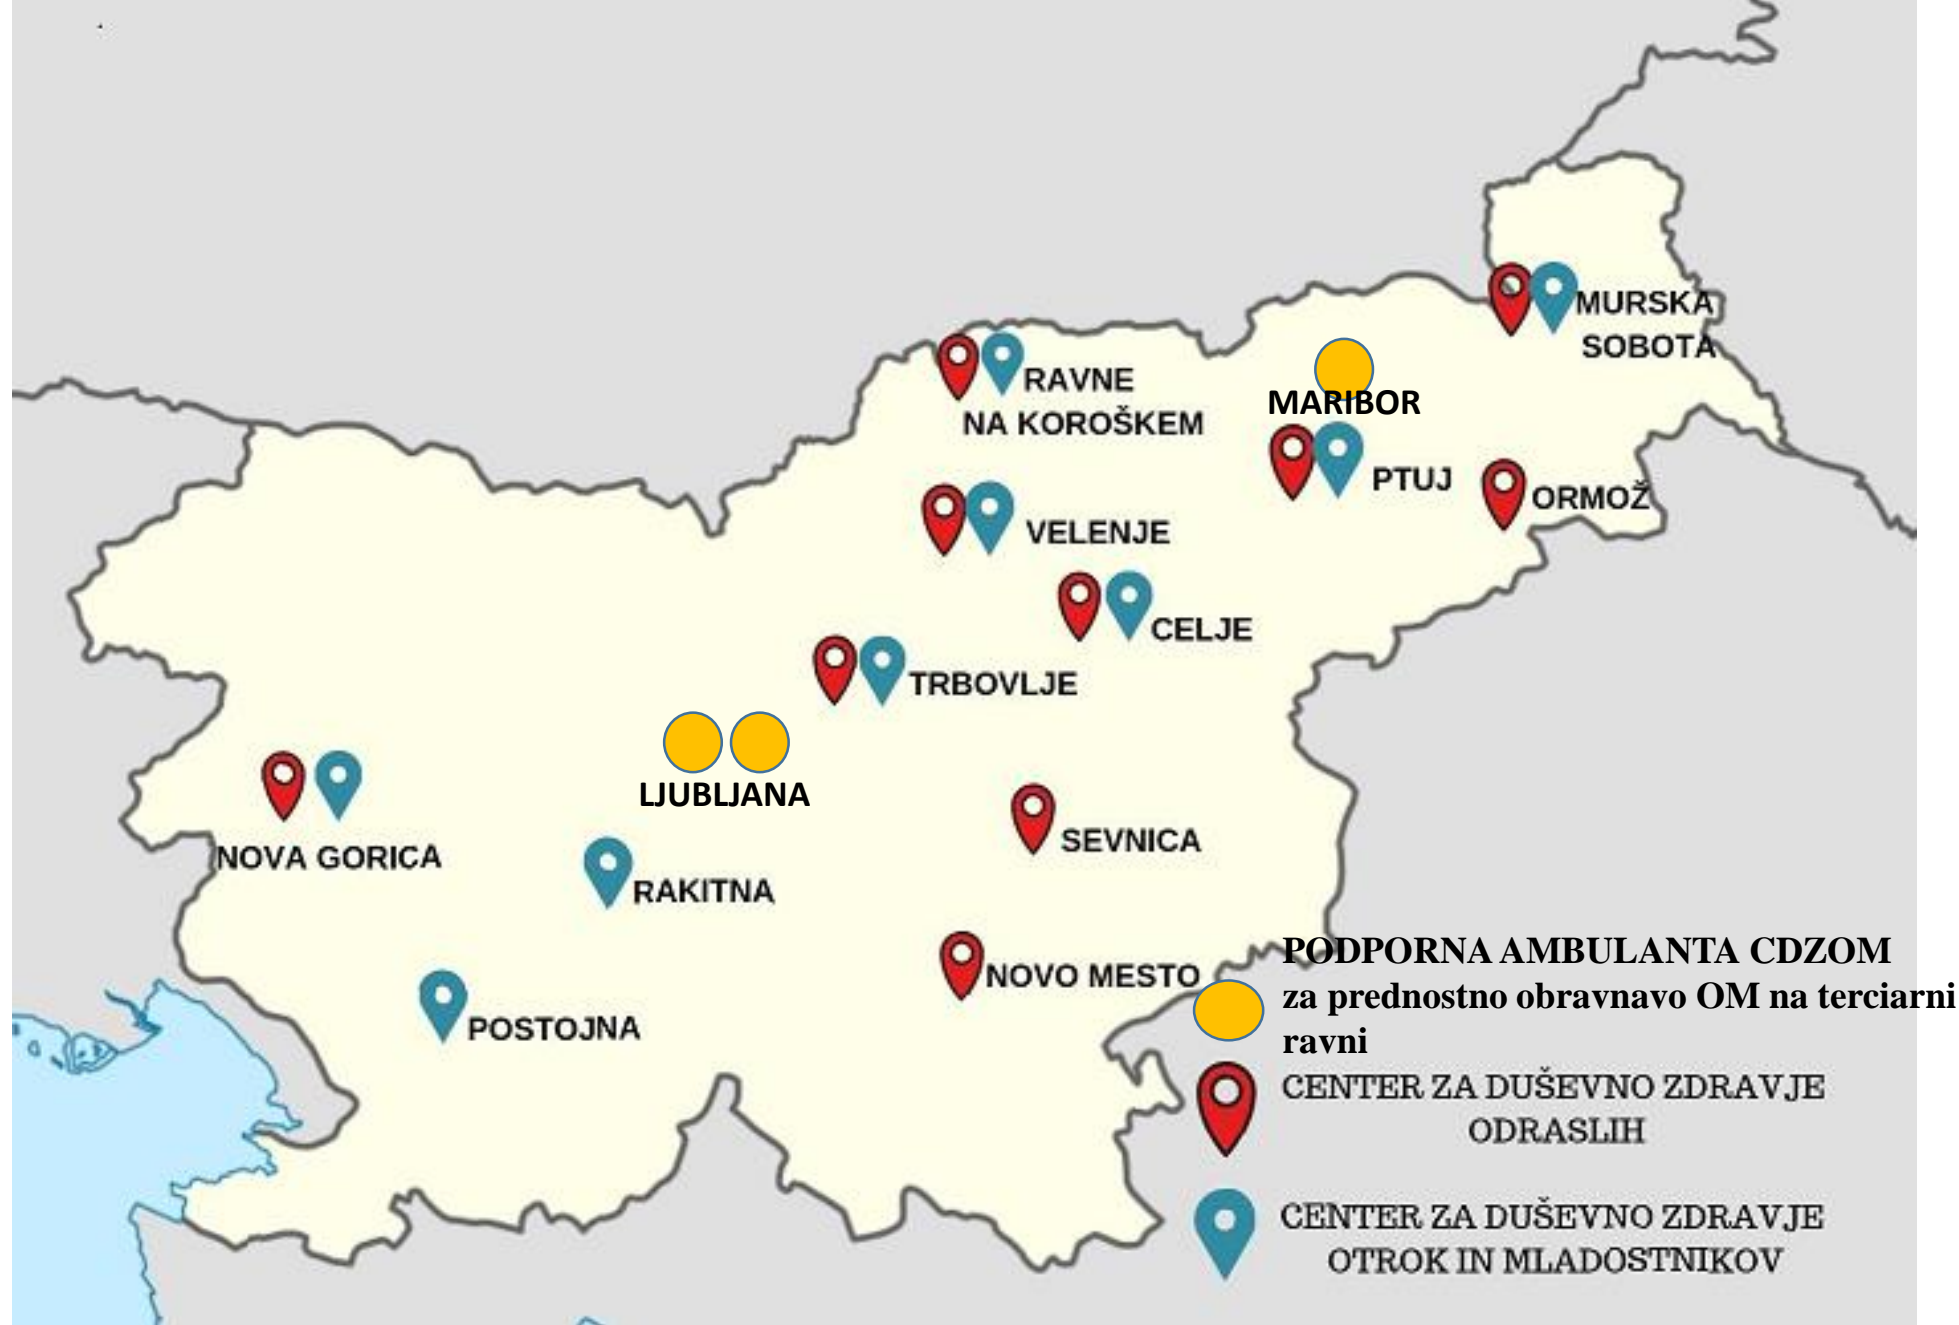 MURSKA
SOBOTA
RAVNE
NA KOROŠKEM
MARIBOR
PTUJ
ORMOŽ
VELENJE
CELJE
TRBOVLJE
LJUBLJANA
NOVA GORICA
SEVNICA
RAKITNA
NOVO MESTO
POSTOJNA
PODPORNA AMBULANTA CDZOM
za prednostno obravnavo OM na terciarni
ravni
CENTER ZA DUŠEVNO ZDRAVJE
ODRASLIH
CENTER ZA DUŠEVNO ZDRAVJE
OTROK IN MLADOSTNIKOV